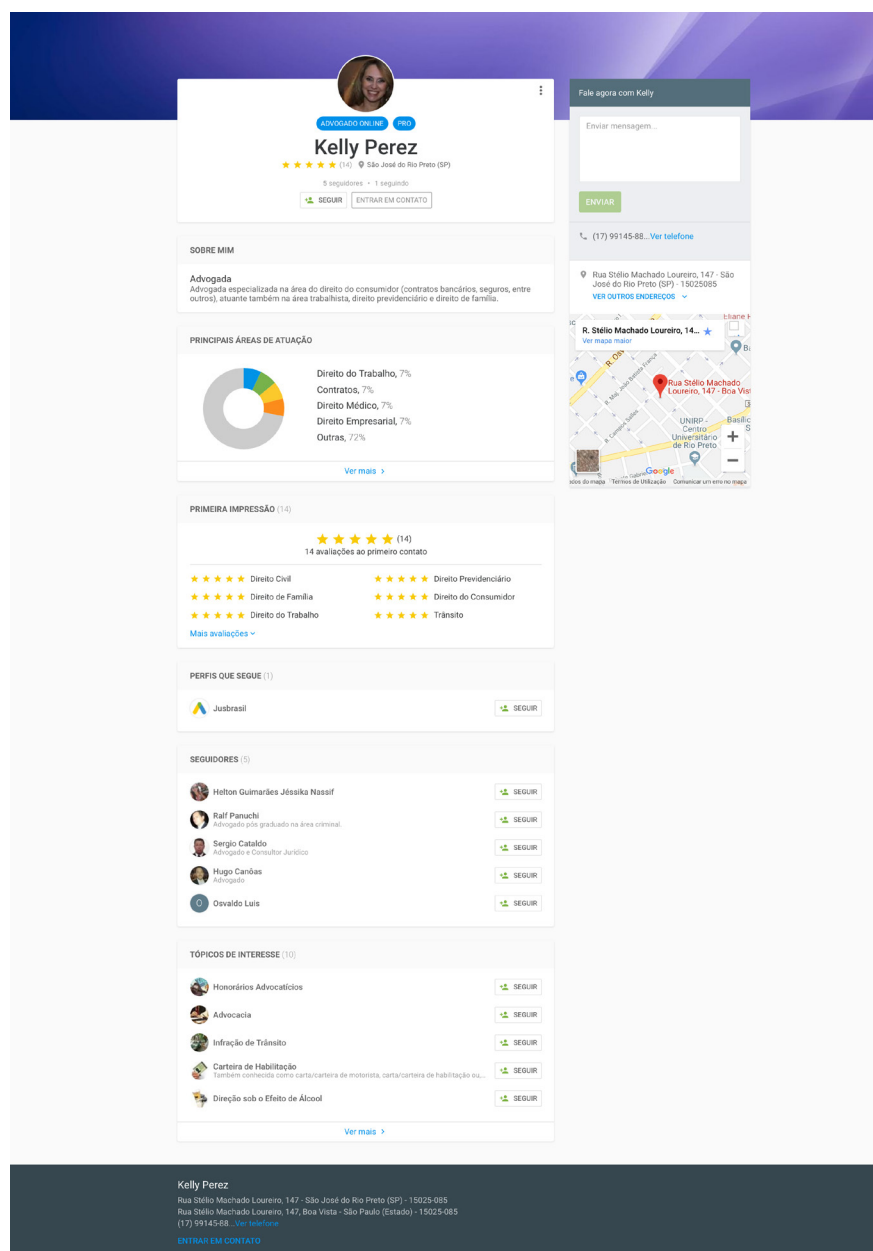 ADVOGADO ONLINE PRO
Kelly Perez
(14) São José do Rio Preto (SP)
5 seguidores • 1 seguindo
SEGUIR ENTRAR EM CONTATO
SOBRE MIM
Advogada
Advogada especializada na área do direito do consumidor (contratos bancários, seguros, entre
outros), atuante também na área trabalhista, direito previdenciário e direito de família.
PRINCIPAIS ÁREAS DE ATUAÇÃO
Direito do Trabalho, 7%
Contratos, 7%
Direito Médico, 7%
Direito Empresarial, 7%
Outras, 72%
Ver mais >
PRIMEIRA IMPRESSÃO (14)
(14)
14 avaliações ao primeiro contato
Direito Civil
Direito Previdenciário
Direito de Família
Direito do Consumidor
Direito do Trabalho
Trânsito
Mais avaliações
PERFIS QUE SEGUE (1)
Jusbrasil
SEGUIR
SEGUIDORES (5)
Helton Guimarães Jéssika Nassif
SEGUIR
Ralf Panuchi
Advogado pós graduado na área criminal.
SEGUIR
Sergio Cataldo
Advogado e Consultor Jurídico
SEGUIR
Hugo Canôas
Advogado
SEGUIR
O Osvaldo Luis
SEGUIR
TÓPICOS DE INTERESSE (10)
Honorários Advocatícios
SEGUIR
Advocacia
SEGUIR
Infração de Trânsito
SEGUIR
Carteira de Habilitação
Também conhecida como carta/carteira de motorista, carta/carteira de habilitação ou...
SEGUIR
Direção sob o Efeito de Álcool
SEGUIR
Ver mais >
Fale agora com Kelly
Enviar mensagem...
ENVIAR
(17) 99145-88...Ver telefone
Rua Stélio Machado Loureiro, 147 - São
José do Rio Preto (SP) - 15025085
VER OUTROS ENDEREÇOS
R. Stélio Machado Loureiro, 14...
Ver mapa maior
Eliane
R. Maj. João Batista França
R. Campos Salles
Rua Stélio Machado
Loureiro, 147 - Boa Vist
UNIRP -
Centro
Universitário
de Rio Preto
Basílic
+
−
Google
Termos de Utilização Comunicar um erro no mapa
Kelly Perez
Rua Stélio Machado Loureiro, 147 - São José do Rio Preto (SP) - 15025-085
Rua Stélio Machado Loureiro, 147, Boa Vista - São Paulo (Estado) - 15025-085
(17) 99145-88...Ver telefone
ENTRAR EM CONTATO